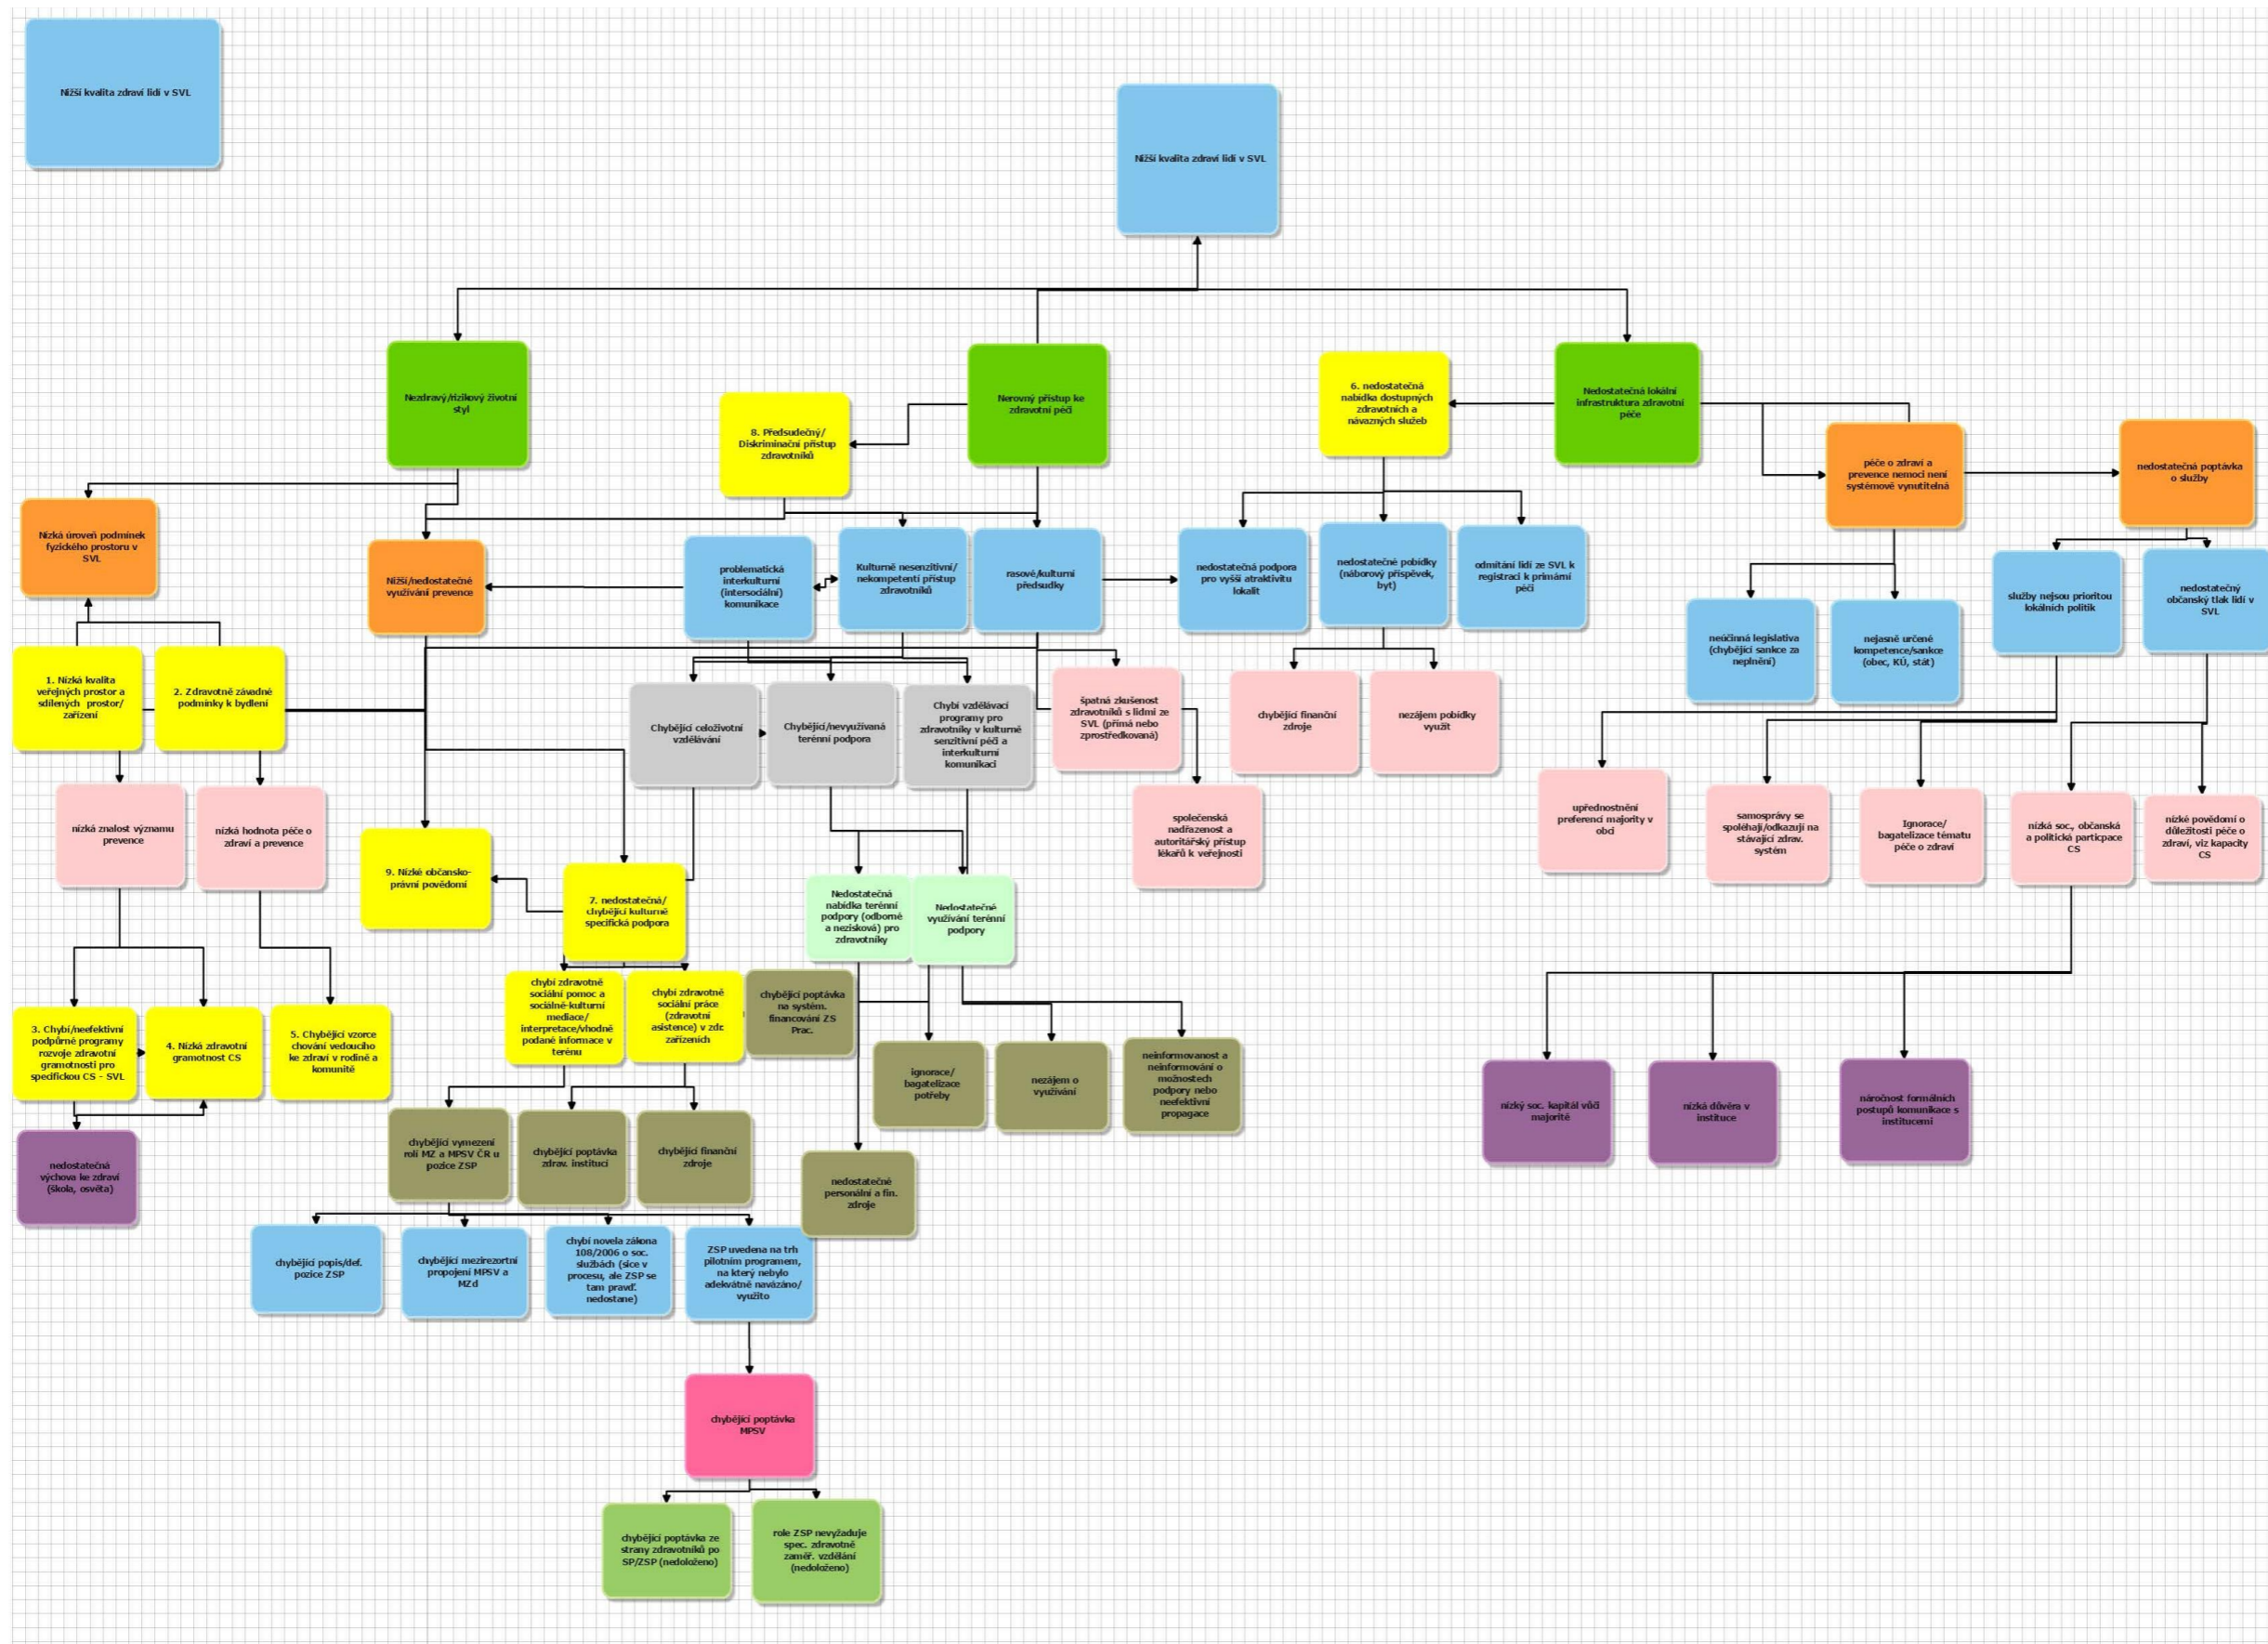 Nižší kvalita zdraví lidí v SVL
Nižší kvalita zdraví lidí v SVL
Nezdravý/rizikový životní
styl
Nerovný přístup ke
zdravotní péči
Nedostatečná lokální
infrastruktura zdravotní
péče
8. Předsudečný/
Diskriminační přístup
zdravotníků
6. nedostatečná
nabídka dostupných
zdravotních a
návazných služeb
péče o zdraví a
prevence nemoci není
systémově vynutitelná
nedostatečná poptávka
o služby
Nízká úroveň podmínek
fyzického prostoru v
SVL
Nižší/nedostatečné
využívání prevence
problematická
interkulturní
(intersociální)
komunikace
Kulturně nesenzitivní/
nekompetentí přístup
zdravotníků
rasové/kulturní
předsudky
nedostatečná podpora
pro vyšší atraktivitu
lokalit
nedostatečné pobídky
(náborový příspěvek,
byt)
odmítání lidí ze SVL k
registraci k primární
péči
neúčinná legislativa
(chybějící sankce za
neplnění)
nejasně určené
kompetence/sankce
(obec, KÚ, stát)
služby nejsou prioritou
lokálních politik
nedostatečný
občanský tlak lidí v
SVL
1. Nízká kvalita
veřejných prostor a
sdílených prostor/
zařízení
2. Zdravotně závadné
podmínky k bydlení
Chybějící celoživotní
vzdělávání
Chybějící/nevyužívaná
terénní podpora
Chybí vzdělávací
programy pro
zdravotníky v kulturně
senzitivní péči a
interkulturní
komunikaci
špatná zkušenost
zdravotníků s lidmi ze
SVL (přímá nebo
zprostředkovaná)
chybějící finanční
zdroje
nezájem pobídky
využít
nízká znalost významu
prevence
nízká hodnota péče o
zdraví a prevence
9. Nízké občansko-
právní povědomí
7. nedostatečná/
chybějící kulturně
specifická podpora
společenská
nadřazenost a
autoritářský přístup
lékařů k veřejnosti
upřednostnění
preferencí majority v
obci
samosprávy se
spoléhají/odkazují na
stávající zdrav.
systém
Ignorace/
bagatelizace tématu
péče o zdraví
nízká soc., občanská
a politická particpace
CS
nízké povědomí o
důležitosti péče o
zdraví, viz kapacity
CS
Nedostatečná
nabídka terénní
podpory (odborné
a nezisková) pro
zdravotníky
Nedostatečné
využívání terénní
podpory
3. Chybí/neefektivní
podpůrné programy
rozvoje zdravotní
gramotnosti pro
specifickou CS - SVL
4. Nízká zdravotní
gramotnost CS
5. Chybějící vzorce
chování vedoucího
ke zdraví v rodině a
komunitě
chybí zdravotně
sociální pomoc a
sociálně-kulturní
mediace/
interpretace/vhodně
podané informace v
terénu
chybí zdravotně
sociální práce
(zdravotní
asistence) v zdr.
zařízeních
chybějící poptávka
na systém.
financování ZS
Prac.
ignorace/
bagatelizace
potřeby
nezájem o
využívání
neinformovanost a
neinformování o
možnostech
podpory nebo
neefektivní
propagace
nízký soc. kapitál vůči
majoritě
nízká důvěra v
instituce
náročnost formálních
postupů komunikace s
institucemi
nedostatečná
výchova ke zdraví
(škola, osvěta)
chybějící vymezení
rolí MZ a MPSV ČR u
pozice ZSP
chybějící poptávka
zdrav. institucí
chybějící finanční
zdroje
nedostatečné
personální a fin.
zdroje
chybějící popis/def.
pozice ZSP
chybějící mezirezortní
propojení MPSV a
MZd
chybí novela zákona
108/2006 o soc.
službách (sice v
procesu, ale ZSP se
tam pravď.
nedostane)
ZSP uvedena na trh
pilotním programem,
na který nebylo
adekvátně navázáno/
využito
chybějící poptávka
MPSV
chybějící poptávka ze
strany zdravotníků po
SP/ZSP (nedoloženo)
role ZSP nevyžaduje
spec. zdravotně
zaměř. vzdělání
(nedoloženo)